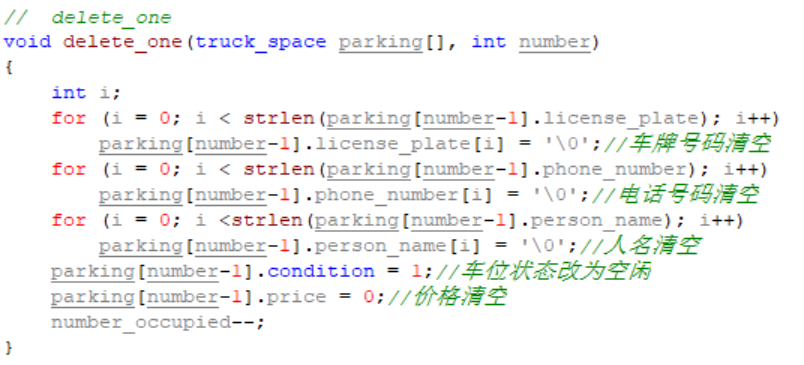 //  delete_one
void delete_one(truck_space parking[], int number)
{
    int i;
    for (i = 0; i < strlen(parking[number-1].license_plate); i++)
        parking[number-1].license_plate[i] = '\0';//车牌号码清空
    for (i = 0; i < strlen(parking[number-1].phone_number); i++)
        parking[number-1].phone_number[i] = '\0';//电话号码清空
    for (i = 0; i <strlen(parking[number-1].person_name); i++)
        parking[number-1].person_name[i] = '\0';//人名清空
    parking[number-1].condition = 1;//车位状态改为空闲
    parking[number-1].price = 0;//价格清空
    number_occupied--;
}